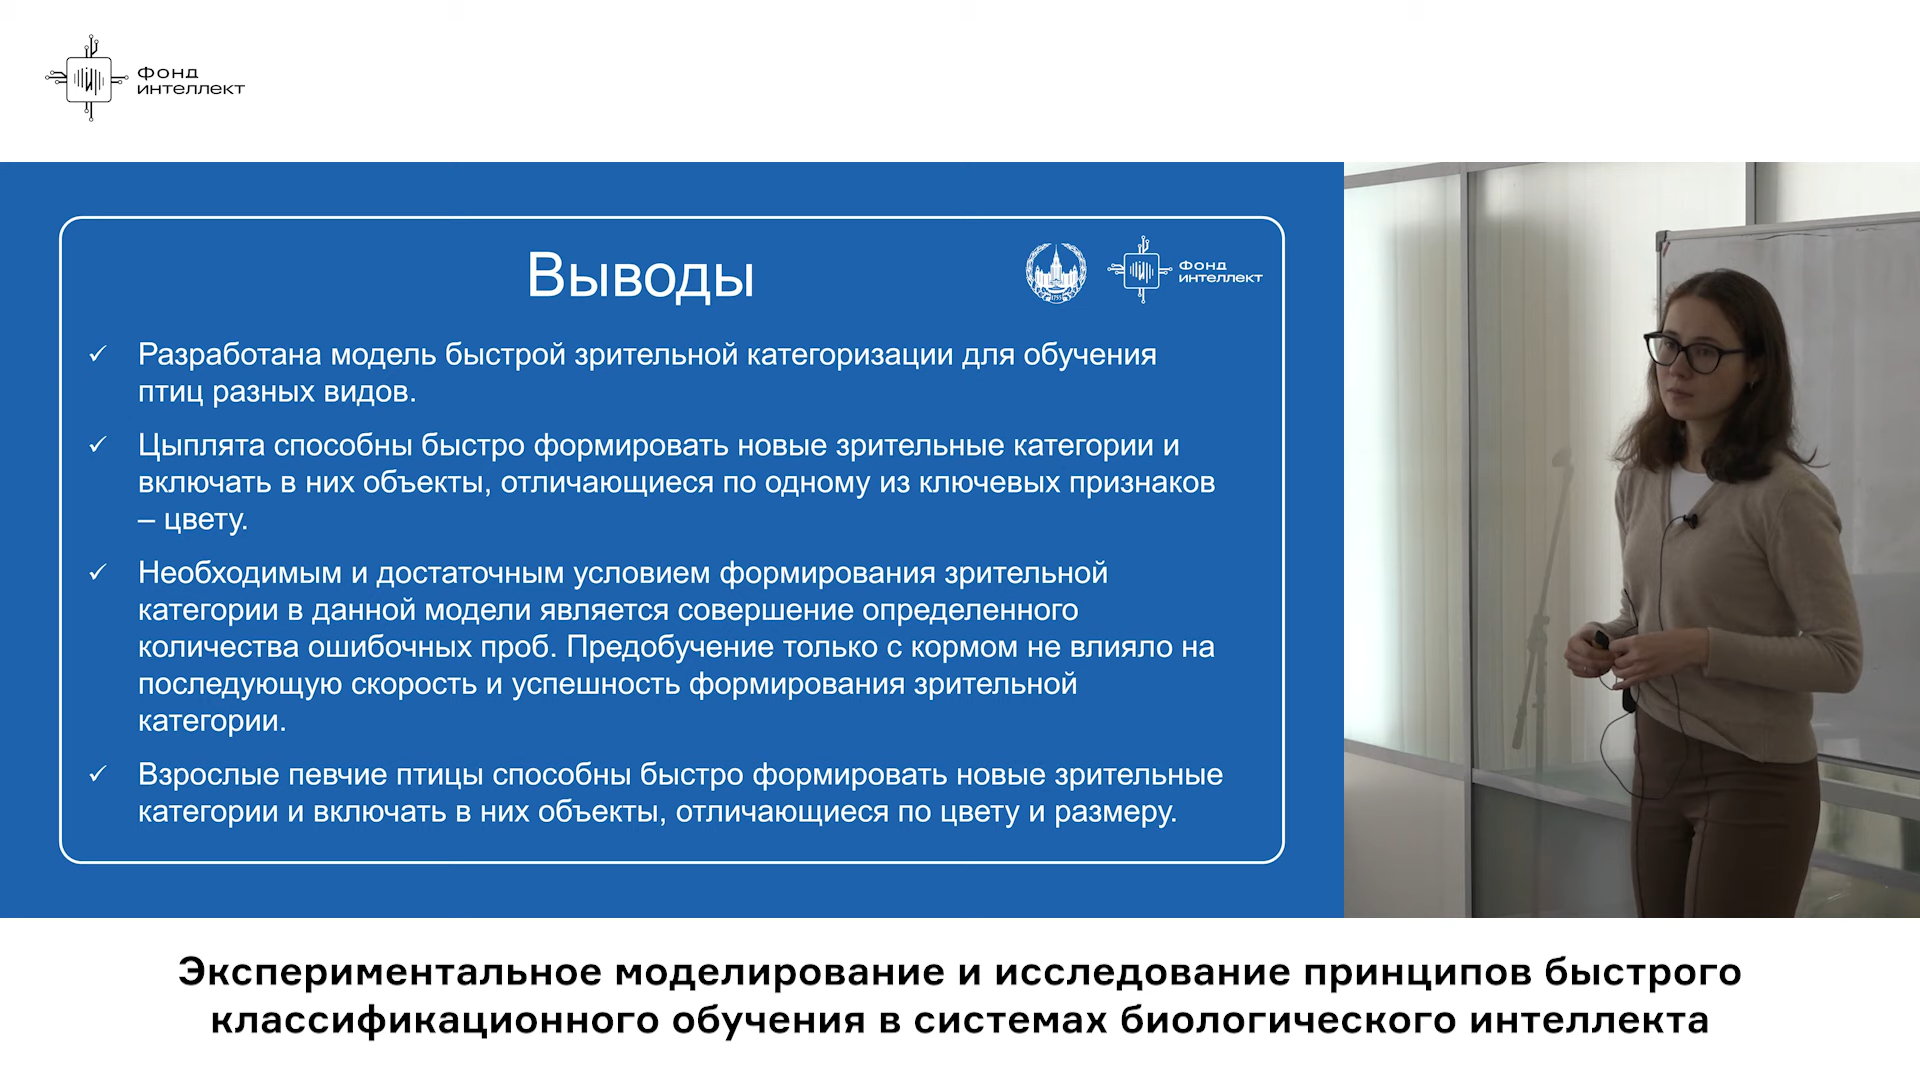 Фонд
интеллект
Выводы
1755
Фонд
интеллект
✓ Разработана модель быстрой зрительной категоризации для обучения
птиц разных видов.
✓ Цыплята способны быстро формировать новые зрительные категории и
включать в них объекты, отличающиеся по одному из ключевых признаков
– цвету.
✓ Необходимым и достаточным условием формирования зрительной
категории в данной модели является совершение определенного
количества ошибочных проб. Предобучение только с кормом не влияло на
последующую скорость и успешность формирования зрительной
категории.
✓ Взрослые певчие птицы способны быстро формировать новые зрительные
категории и включать в них объекты, отличающиеся по цвету и размеру.
Экспериментальное моделирование и исследование принципов быстрого
классификационного обучения в системах биологического интеллекта